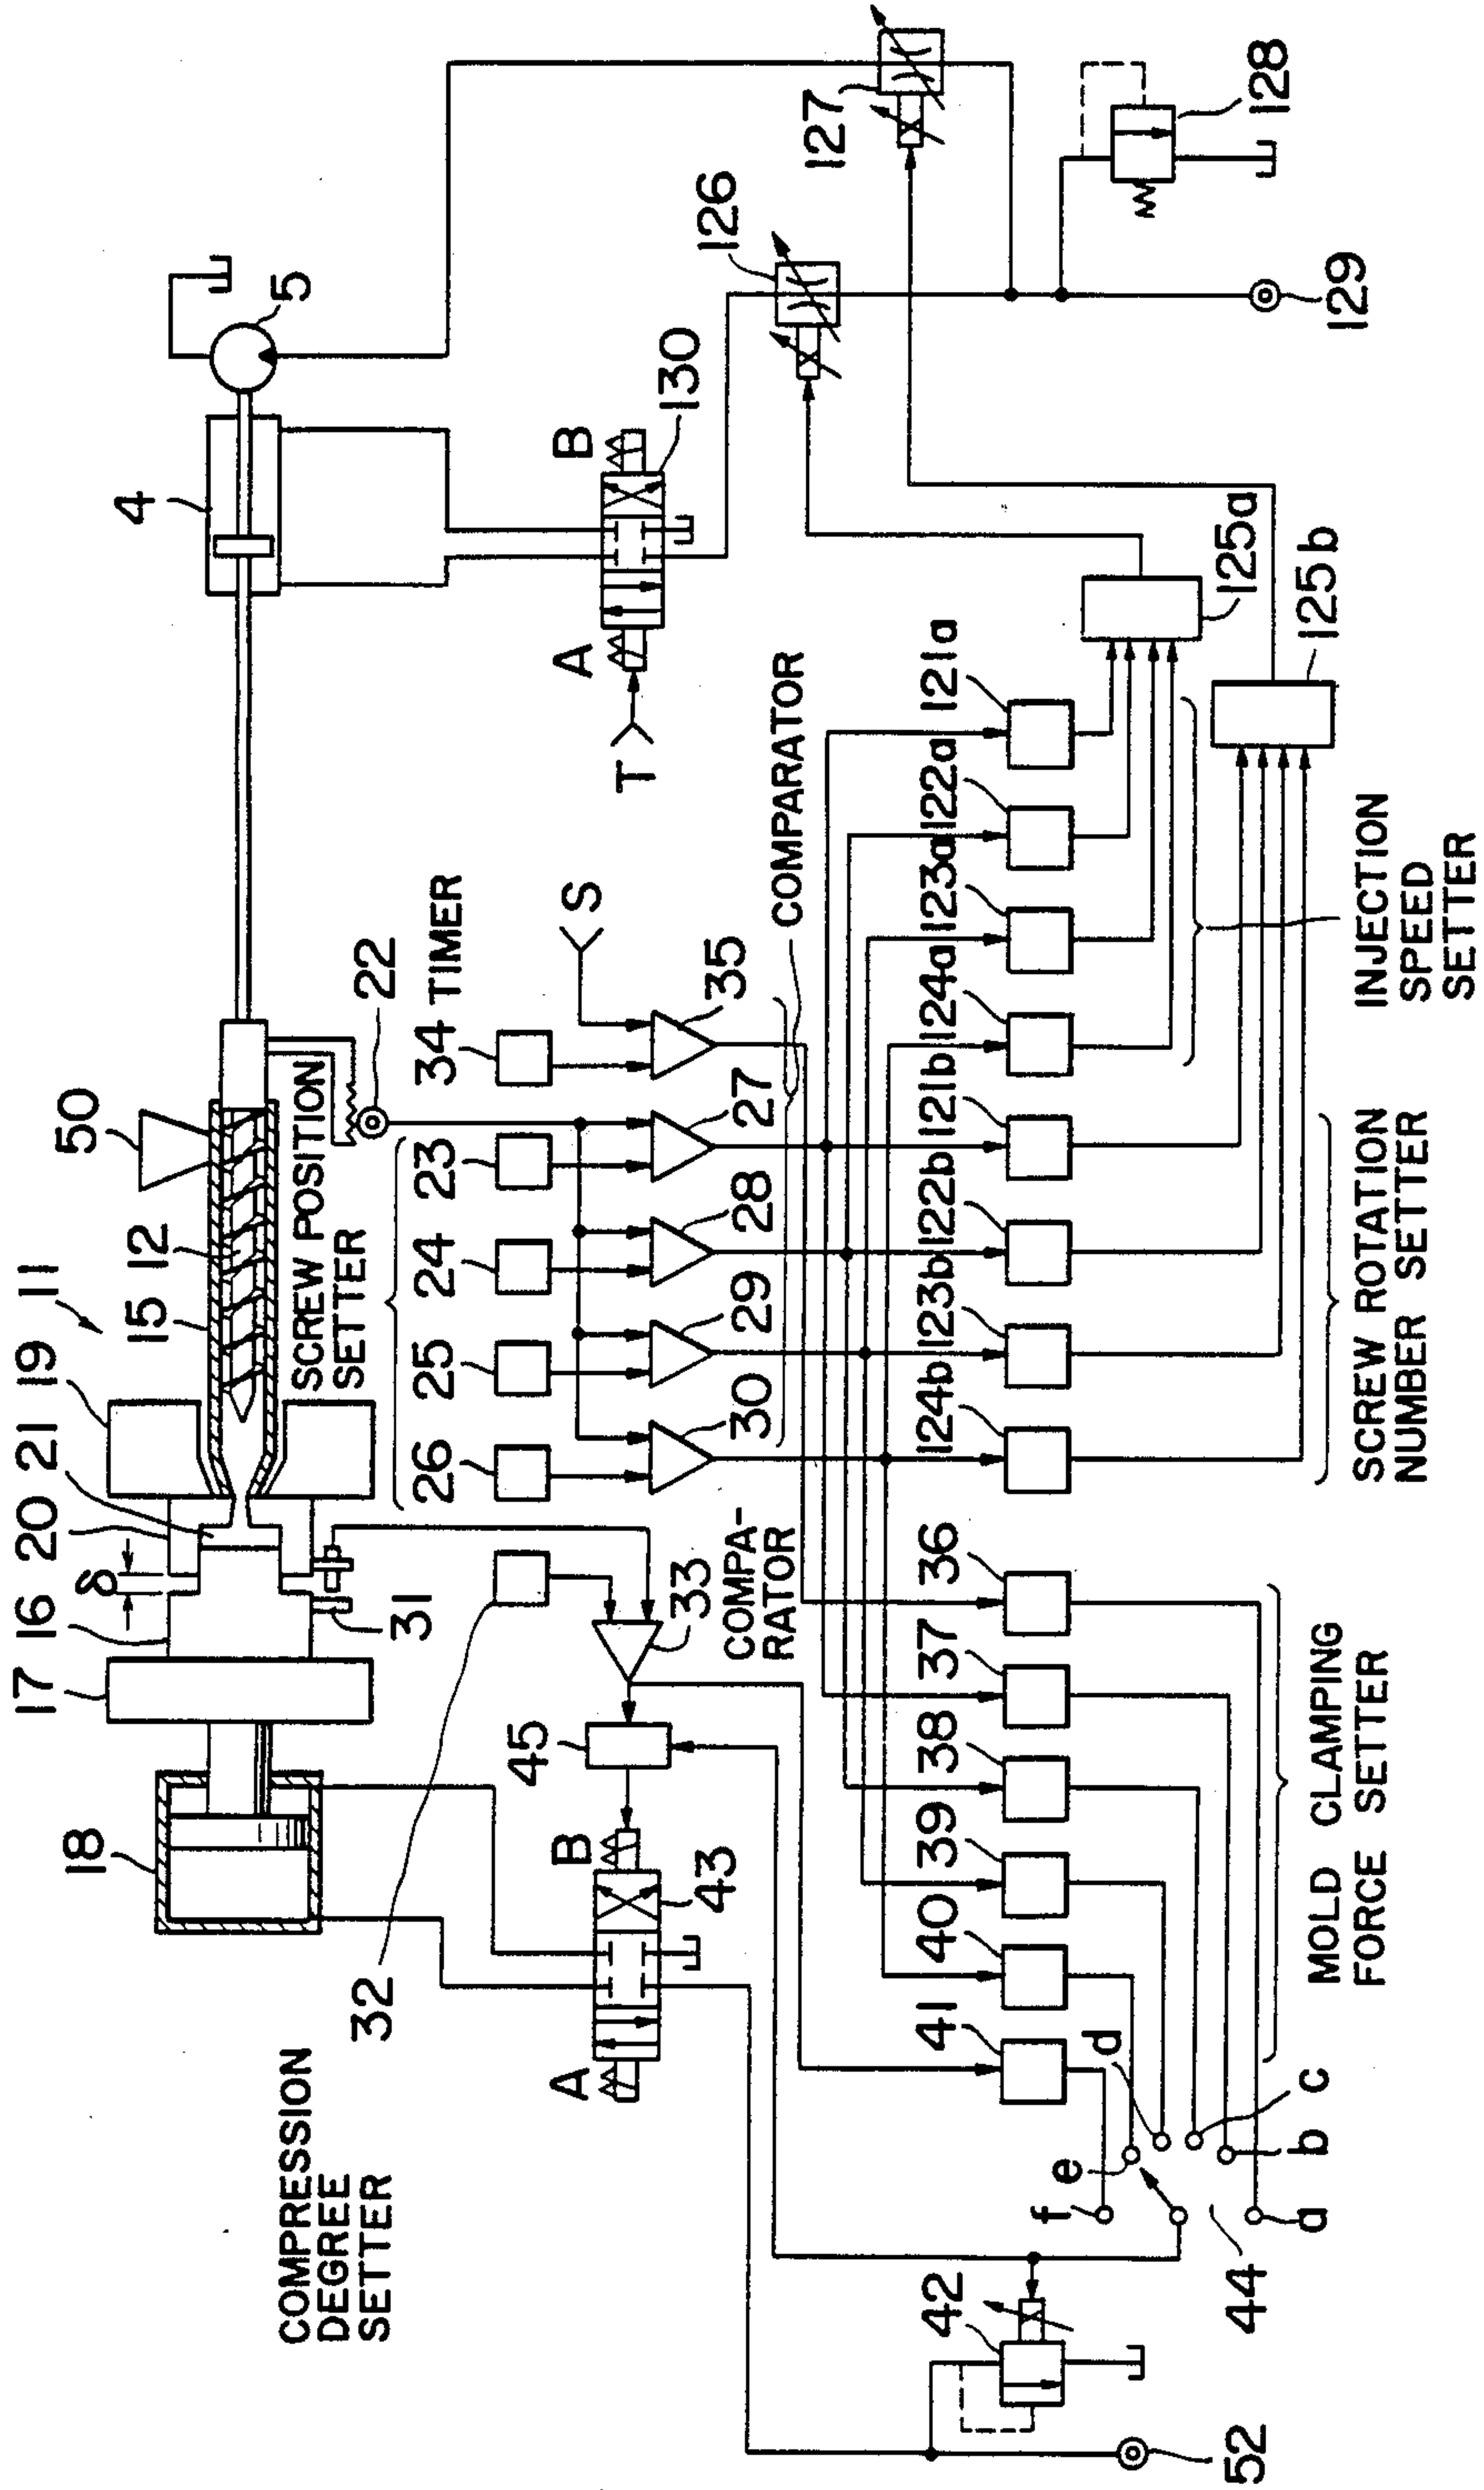 11
50
5
4
19
15
12
21
20
δ
16
17
18
31
SCREW POSITION
SETTER
22
34 TIMER
S
35
23
24
25
26
27
28
29
30
COMPARATOR
A
B
130
T
126
127
128
129
COMPRESSION
DEGREE
SETTER
32
33
COMPA-
RATOR
45
A
B
43
121a
122a
123a
124a
121b
122b
123b
124b
125a
125b
INJECTION
SPEED
SETTER
SCREW ROTATION
NUMBER SETTER
36
37
38
39
40
41
MOLD CLAMPING
FORCE SETTER
a
b
c
d
e
f
44
42
52